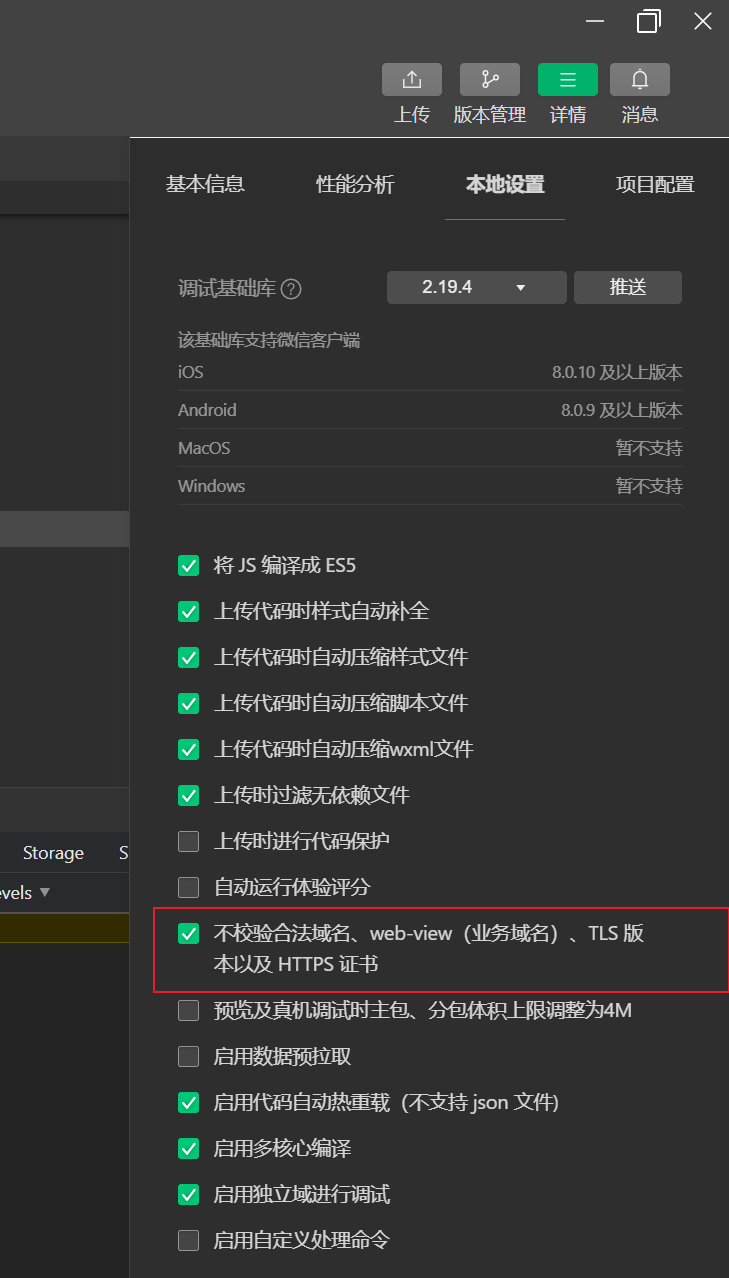 上传 版本管理 详情 消息
基本信息 性能分析 本地设置 项目配置
调试基础库 ? 2.19.4 推送
该基础库支持微信客户端
iOS 8.0.10 及以上版本
Android 8.0.9 及以上版本
MacOS 暂不支持
Windows 暂不支持
将 JS 编译成 ES5
上传代码时样式自动补全
上传代码时自动压缩样式文件
上传代码时自动压缩脚本文件
上传代码时自动压缩wxml文件
上传时过滤无依赖文件
上传时进行代码保护
Storage S
自动运行体验评分
evels
不校验合法域名、web-view（业务域名）、TLS 版
本以及 HTTPS 证书
预览及真机调试时主包、分包体积上限调整为4M
启用数据预拉取
启用代码自动热重载（不支持 json 文件)
启用多核心编译
启用独立域进行调试
启用自定义处理命令